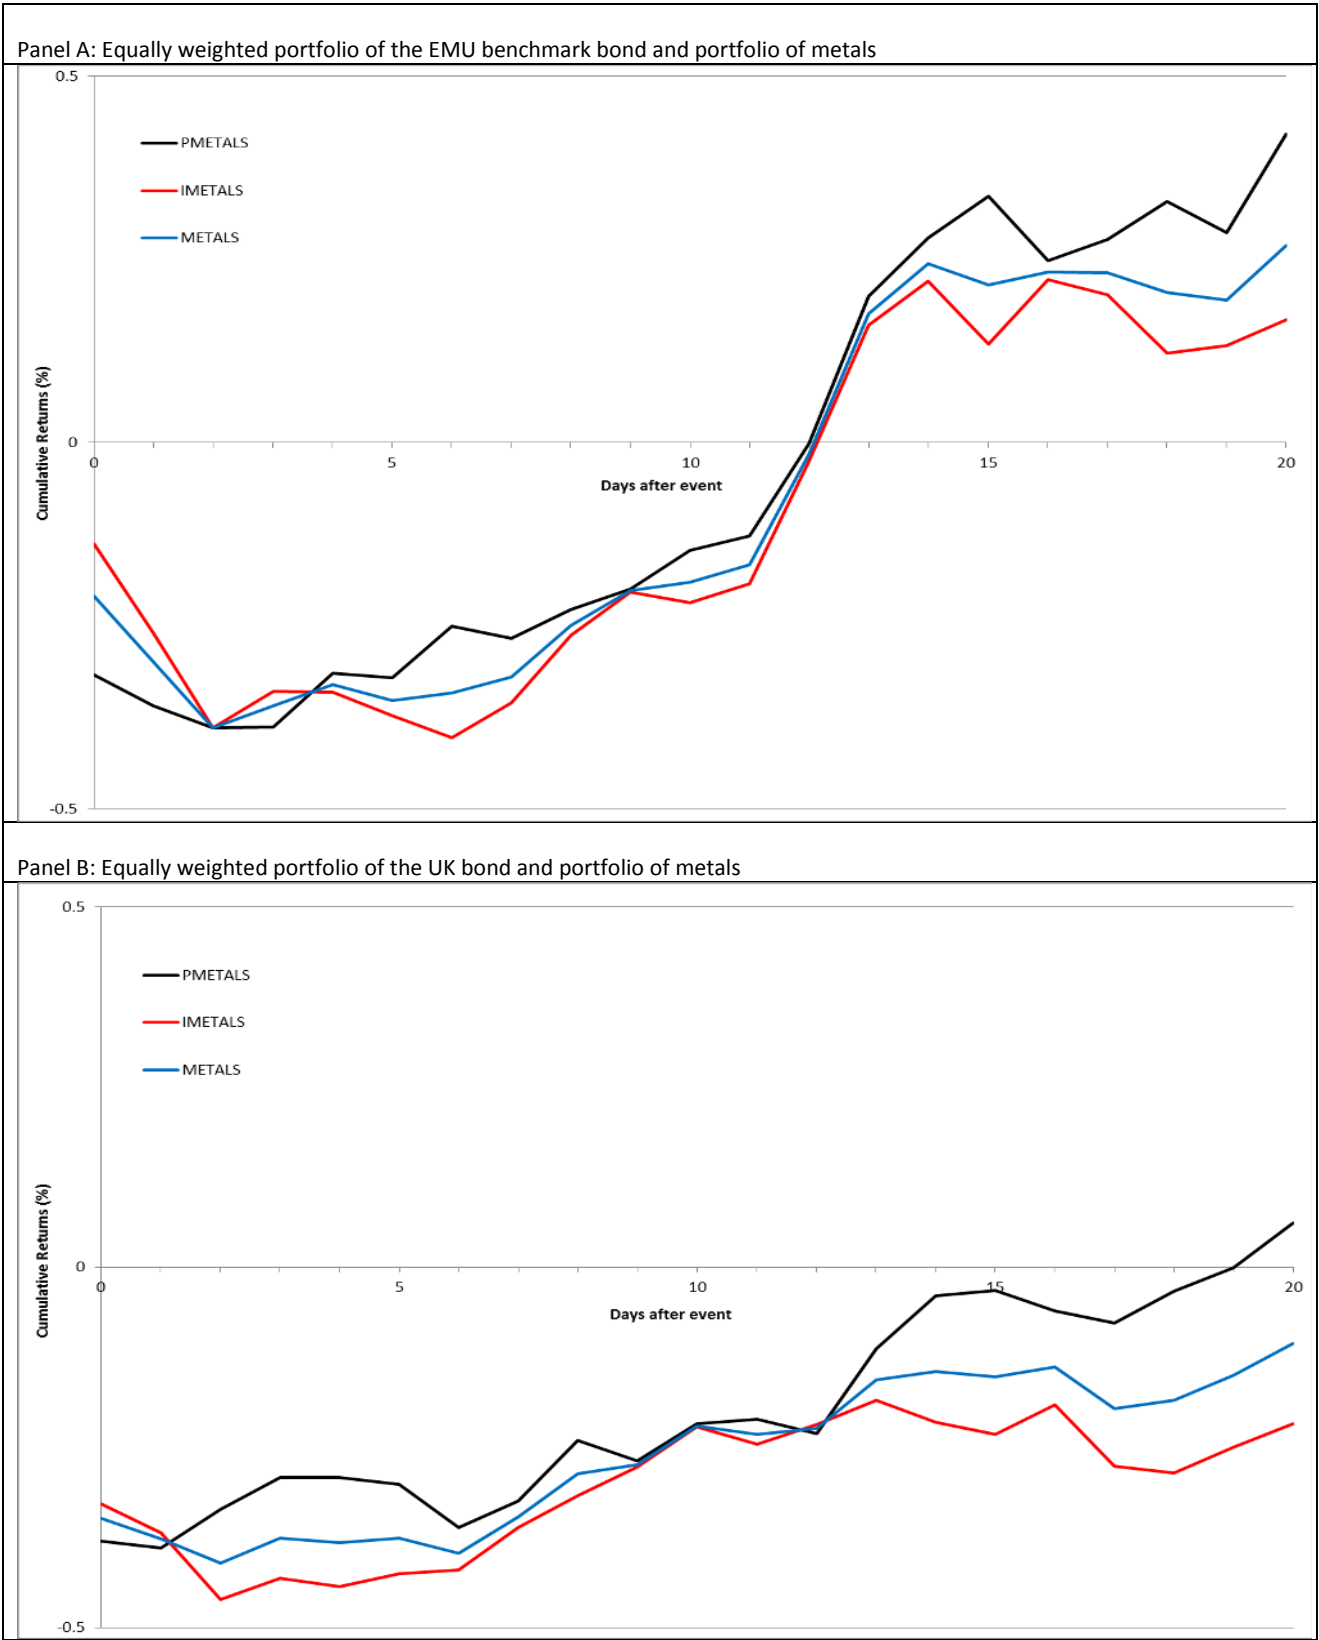 Panel A: Equally weighted portfolio of the EMU benchmark bond and portfolio of metals
0.5
PMETALS
IMETALS
METALS
Cumulative Returns (%)
0
0 5 10 15 20
Days after event
-0.5
Panel B: Equally weighted portfolio of the UK bond and portfolio of metals
0.5
PMETALS
IMETALS
METALS
Cumulative Returns (%)
0
0 5 10 15 20
Days after event
-0.5